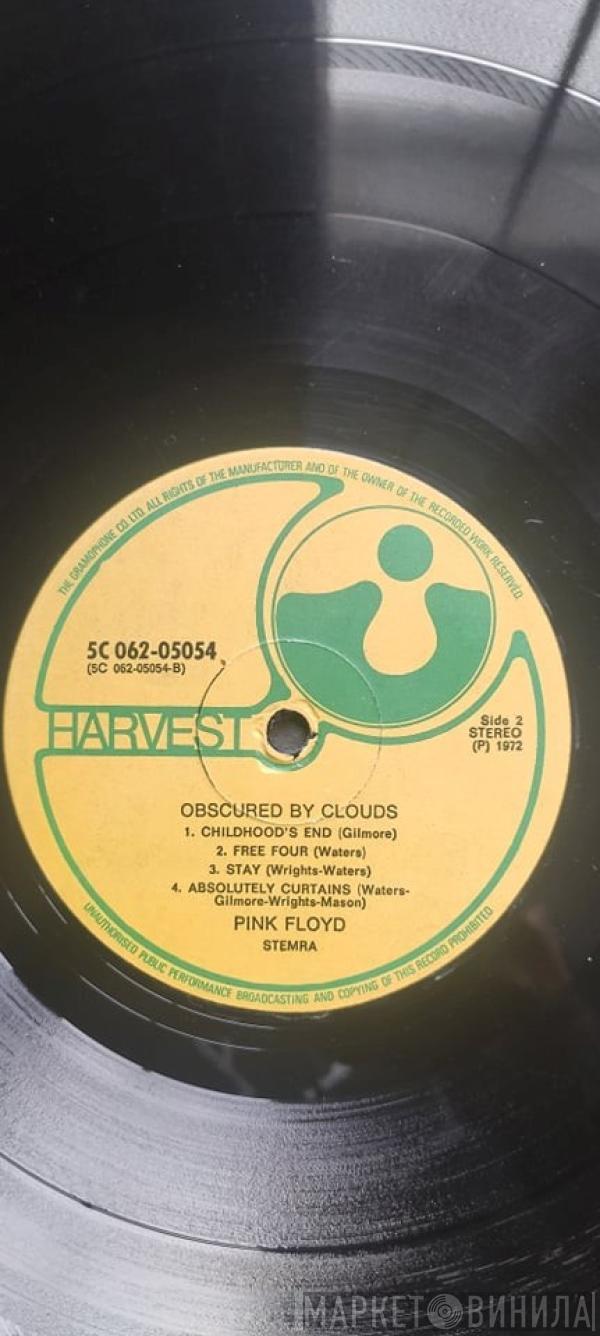 THE GRAMOPHONE CO. LTD. ALL RIGHTS OF THE MANUFACTURER AND OF THE OWNER OF THE RECORDED WORK RESERVED.
5C 062-05054
(5C 062-05054-B)
HARVEST
Side 2
STEREO
(P) 1972
OBSCURED BY CLOUDS
1. CHILDHOOD'S END (Gilmore)
2. FREE FOUR (Waters)
3. STAY (Wrights-Waters)
4. ABSOLUTELY CURTAINS (Waters-
Gilmore-Wrights-Mason)
PINK FLOYD
STEMRA
UNAUTHORISED PUBLIC PERFORMANCE BROADCASTING AND COPYING OF THIS RECORD PROHIBITED
МАРКЕТ ВИНИЛА